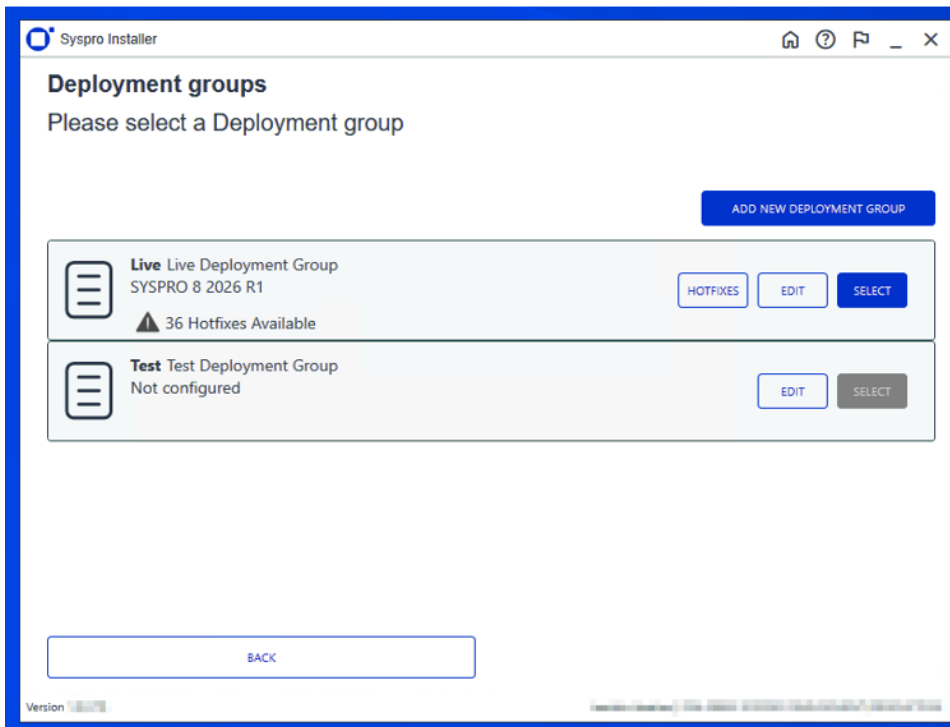 Syspro Installer
Deployment groups
Please select a Deployment group
ADD NEW DEPLOYMENT GROUP
Live Live Deployment Group
SYSPRO 8 2026 R1
36 Hotfixes Available
HOTFIXES
EDIT
SELECT
Test Test Deployment Group
Not configured
EDIT
SELECT
BACK
Version